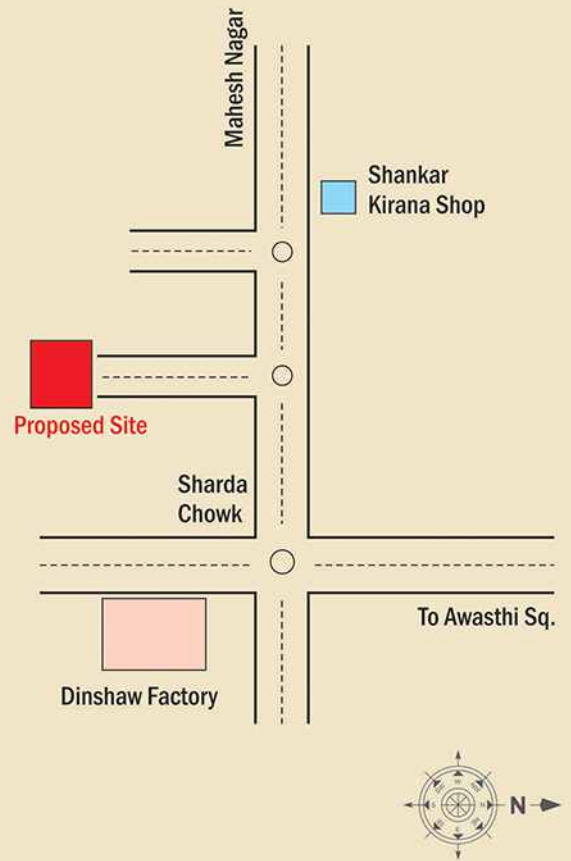 Mahesh Nagar
Shankar
Kirana Shop
Proposed Site
Sharda
Chowk
To Awasthi Sq.
Dinshaw Factory
N